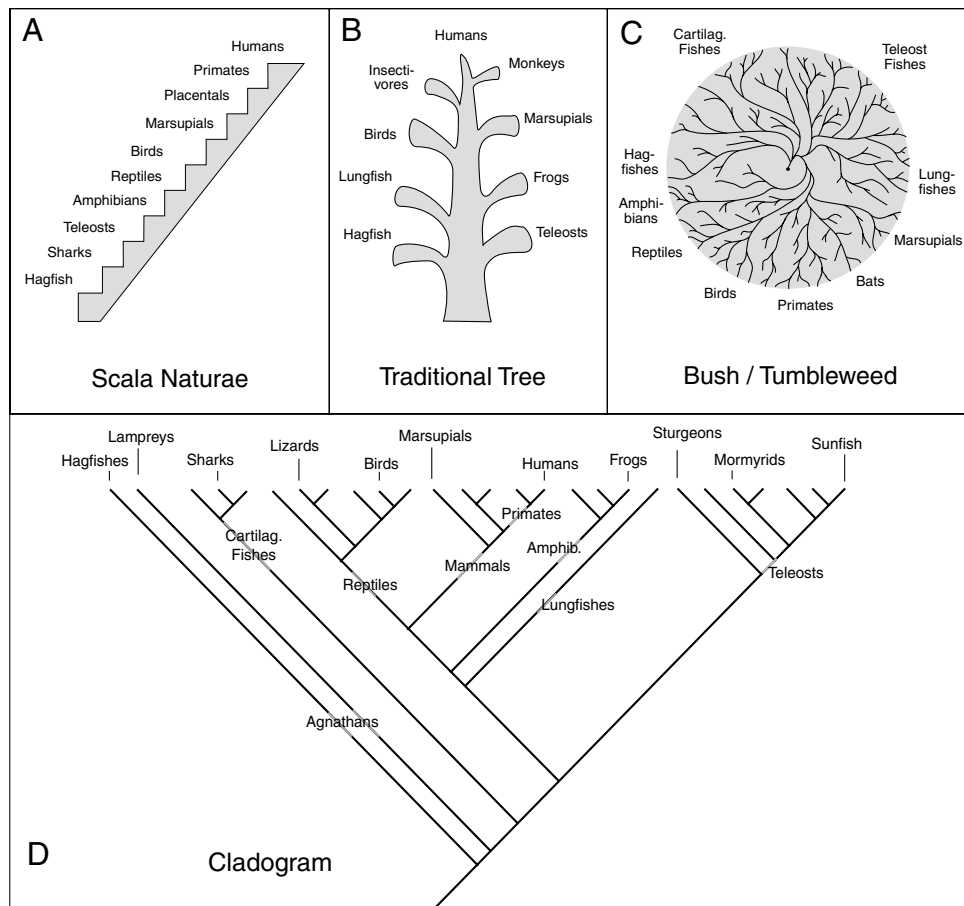 A
Humans
Primates
Placentals
Marsupials
Birds
Reptiles
Amphibians
Teleosts
Sharks
Hagfish
Scala Naturae
B
Humans
Monkeys
Insecti-
vores
Marsupials
Birds
Lungfish
Frogs
Hagfish
Teleosts
Traditional Tree
C
Cartilag.
Fishes
Teleost
Fishes
Hag-
fishes
Lung-
fishes
Amphi-
bians
Marsupials
Reptiles
Bats
Birds
Primates
Bush / Tumbleweed
Lampreys
Hagfishes
Sharks
Lizards
Birds
Marsupials
Humans
Frogs
Sturgeons
Mormyrids
Sunfish
Primates
Cartilag.
Fishes
Amphib.
Mammals
Reptiles
Teleosts
Lungfishes
Agnathans
D
Cladogram